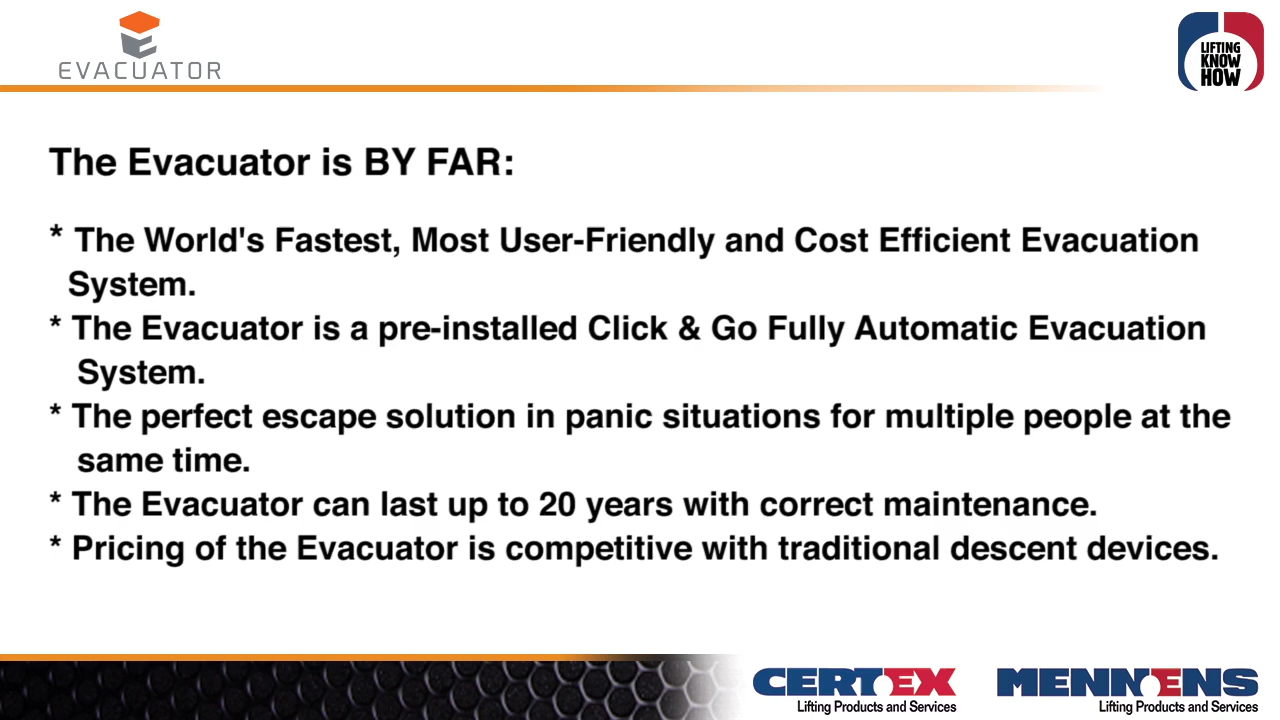 EVACUATOR
LIFTING
KNOW
HOW
The Evacuator is BY FAR:
* The World's Fastest, Most User-Friendly and Cost Efficient Evacuation
System.
* The Evacuator is a pre-installed Click & Go Fully Automatic Evacuation
System.
* The perfect escape solution in panic situations for multiple people at the
same time.
* The Evacuator can last up to 20 years with correct maintenance.
* Pricing of the Evacuator is competitive with traditional descent devices.
CERTEX
Lifting Products and Services
MENNENS
Lifting Products and Services